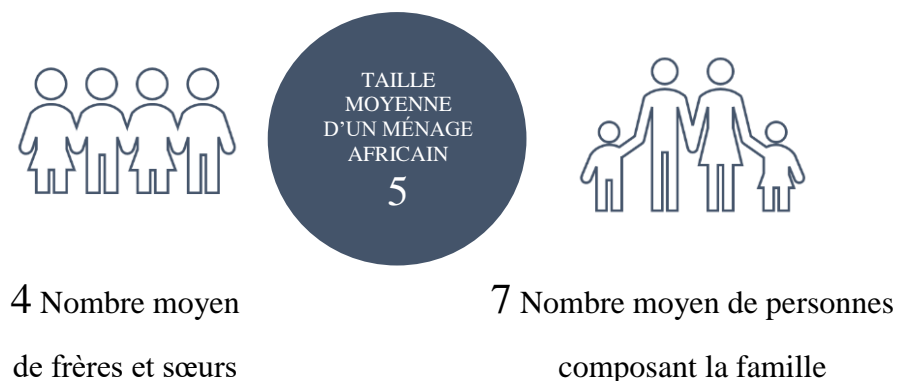 TAILLE
MOYENNE
D’UN MÉNAGE
AFRICAIN
5
4 Nombre moyen
de frères et sœurs
7 Nombre moyen de personnes
composant la famille